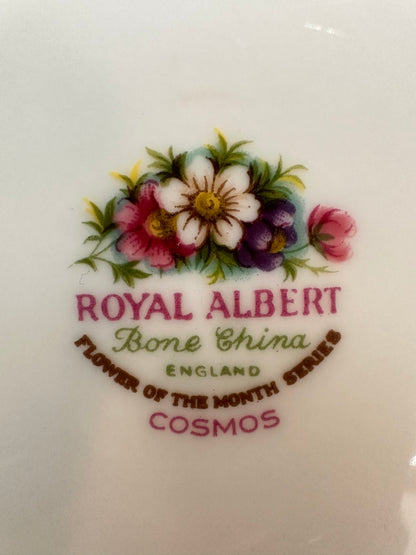 ROYAL ALBERT
Bone China
ENGLAND
FLOWER OF THE MONTH SERIES
COSMOS